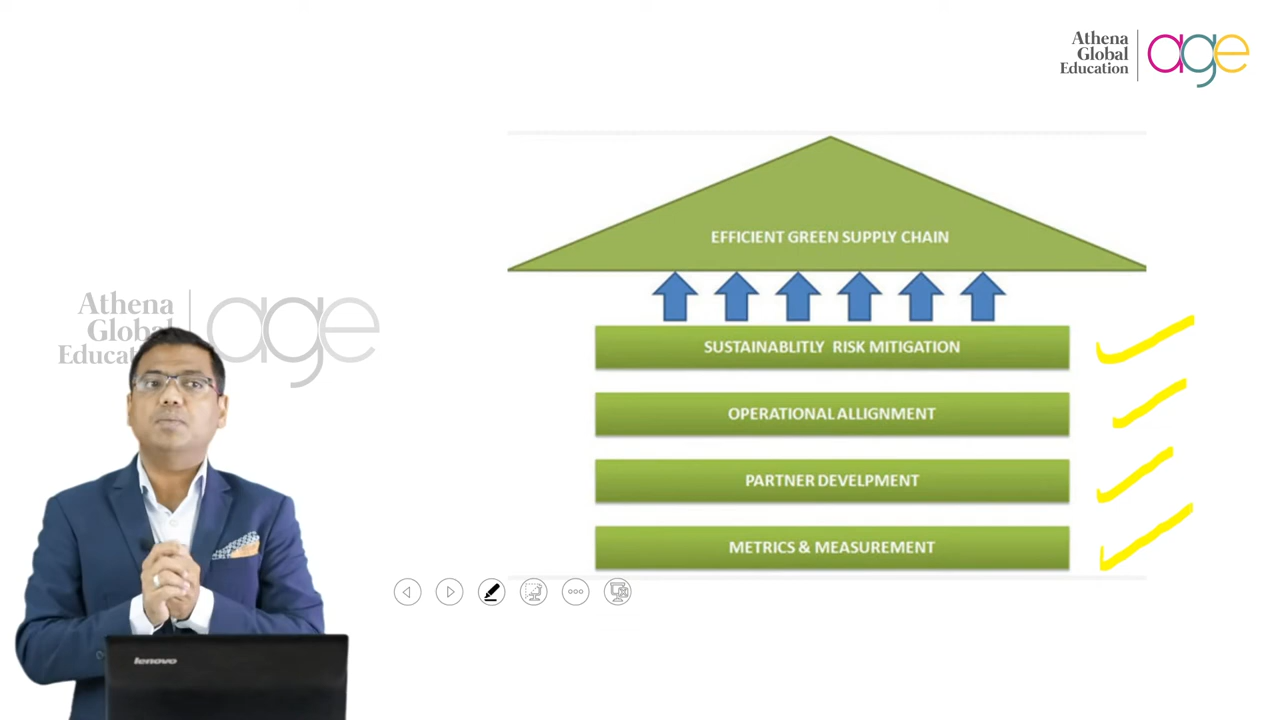 Athena
Global
Education
age
EFFICIENT GREEN SUPPLY CHAIN
SUSTAINABLITLY RISK MITIGATION
OPERATIONAL ALLIGNMENT
PARTNER DEVELPMENT
METRICS & MEASUREMENT
Athena
Global
Educat
age
lenovo